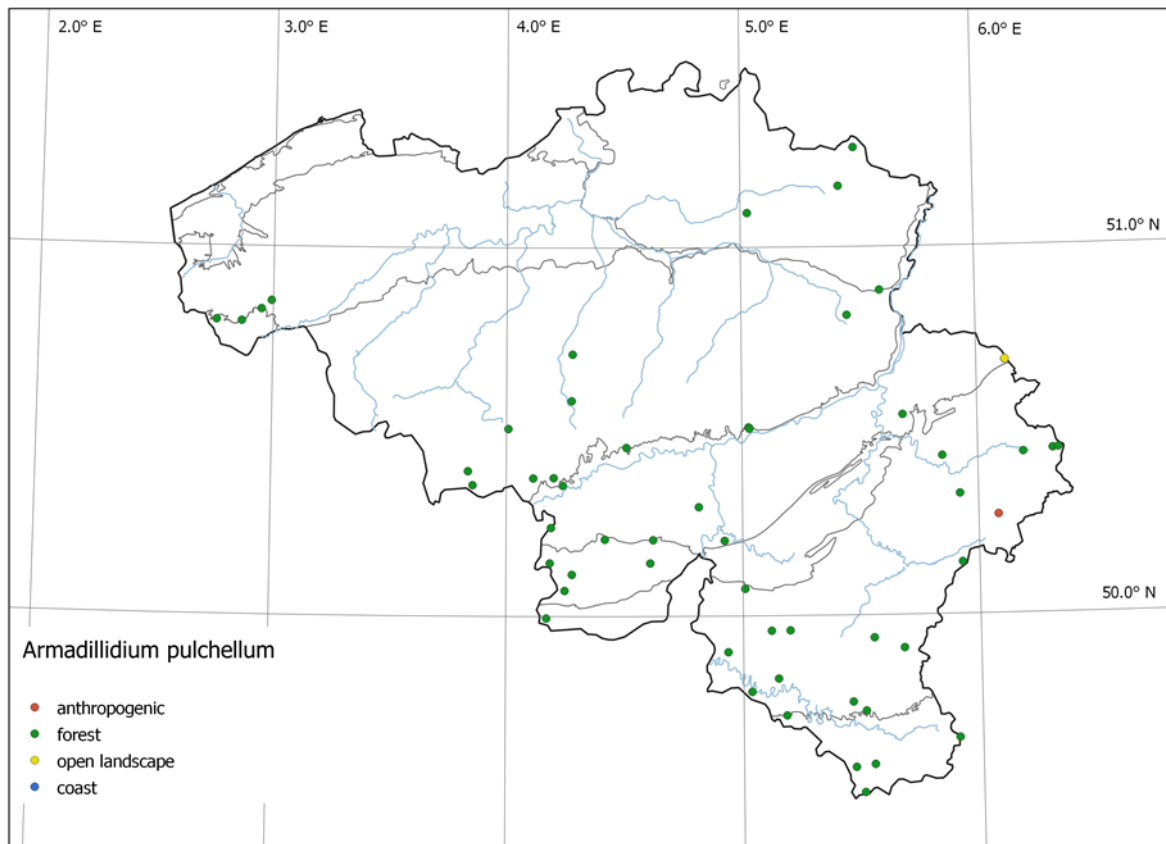 2.0° E
3.0° E
4.0° E
5.0° E
6.0° E
51.0° N
50.0° N
Armadillidium pulchellum
anthropogenic
forest
open landscape
coast